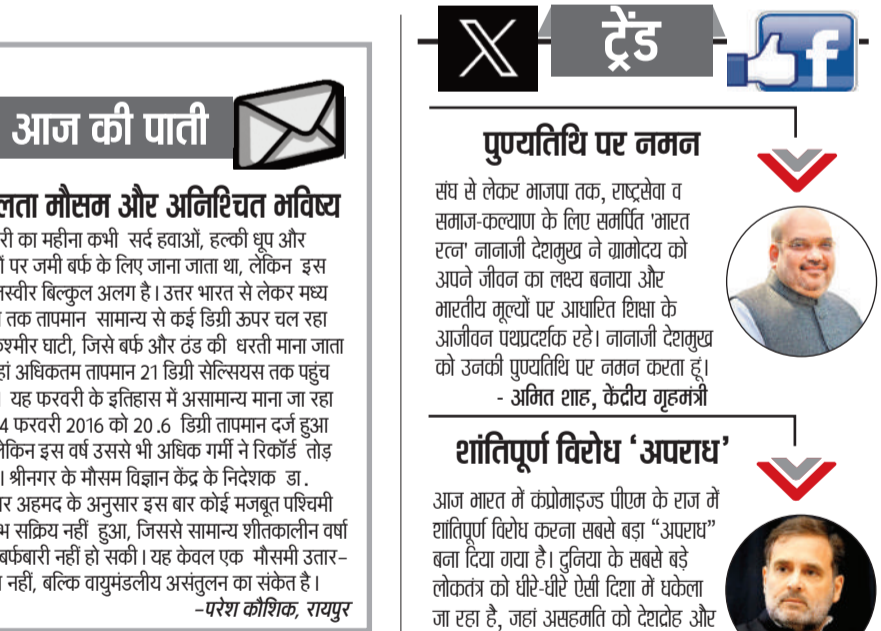 आज की पाती
लता मौसम और अनिश्चित भविष्य
री का महीना कभी सर्द हवाओं, हल्की धूप और
पर जमी बर्फ के लिए जाना जाता था, लेकिन इस
तस्वीर बिल्कुल अलग है। उत्तर भारत से लेकर मध्य
तक तापमान सामान्य से कई डिग्री ऊपर चल रहा
श्मीर घाटी, जिसे बर्फ और ठंड की धरती माना जाता
हां अधिकतम तापमान 21 डिग्री सेल्सियस तक पहुंच
। यह फरवरी के इतिहास में असामान्य माना जा रहा
4 फरवरी 2016 को 20.6 डिग्री तापमान दर्ज हुआ
लेकिन इस वर्ष उससे भी अधिक गर्मी ने रिकॉर्ड तोड़
। श्रीनगर के मौसम विज्ञान केंद्र के निदेशक डा.
र अहमद के अनुसार इस बार कोई मजबूत पश्चिमी
भ सक्रिय नहीं हुआ, जिससे सामान्य शीतकालीन वर्षा
बर्फबारी नहीं हो सकी। यह केवल एक मौसमी उतार-
नहीं, बल्कि वायुमंडलीय असंतुलन का संकेत है।
-परेश कौशिक, रायपुर
X ट्रेंड f
पुण्यतिथि पर नमन
संघ से लेकर भाजपा तक, राष्ट्रसेवा व
समाज-कल्याण के लिए समर्पित 'भारत
रत्न' नानाजी देशमुख ने ग्रामोदय को
अपने जीवन का लक्ष्य बनाया और
भारतीय मूल्यों पर आधारित शिक्षा के
आजीवन पथप्रदर्शक रहे। नानाजी देशमुख
को उनकी पुण्यतिथि पर नमन करता हूं।
- अमित शाह, केंद्रीय गृहमंत्री
शांतिपूर्ण विरोध ‘अपराध’
आज भारत में कंप्रोमाइज्ड पीएम के राज में
शांतिपूर्ण विरोध करना सबसे बड़ा “अपराध”
बना दिया गया है। दुनिया के सबसे बड़े
लोकतंत्र को धीरे-धीरे ऐसी दिशा में धकेला
जा रहा है, जहां असहमति को देशद्रोह और